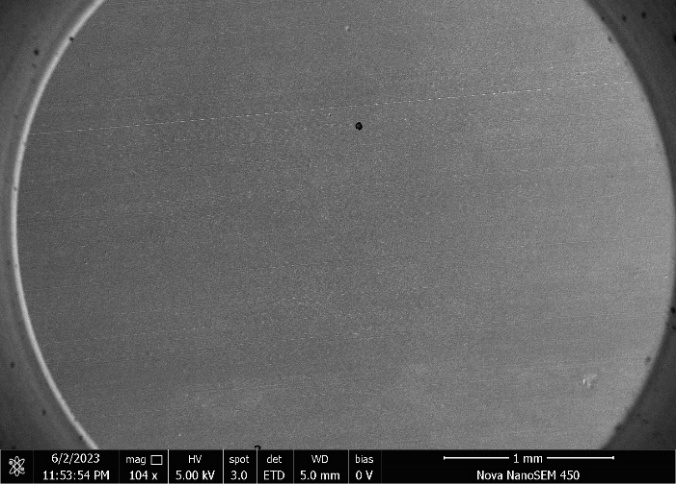 6/2/2023 mag HV spot det WD bias 1 mm
11:53:54 PM 104 x 5.00 kV 3.0 ETD 5.0 mm 0 V Nova NanoSEM 450